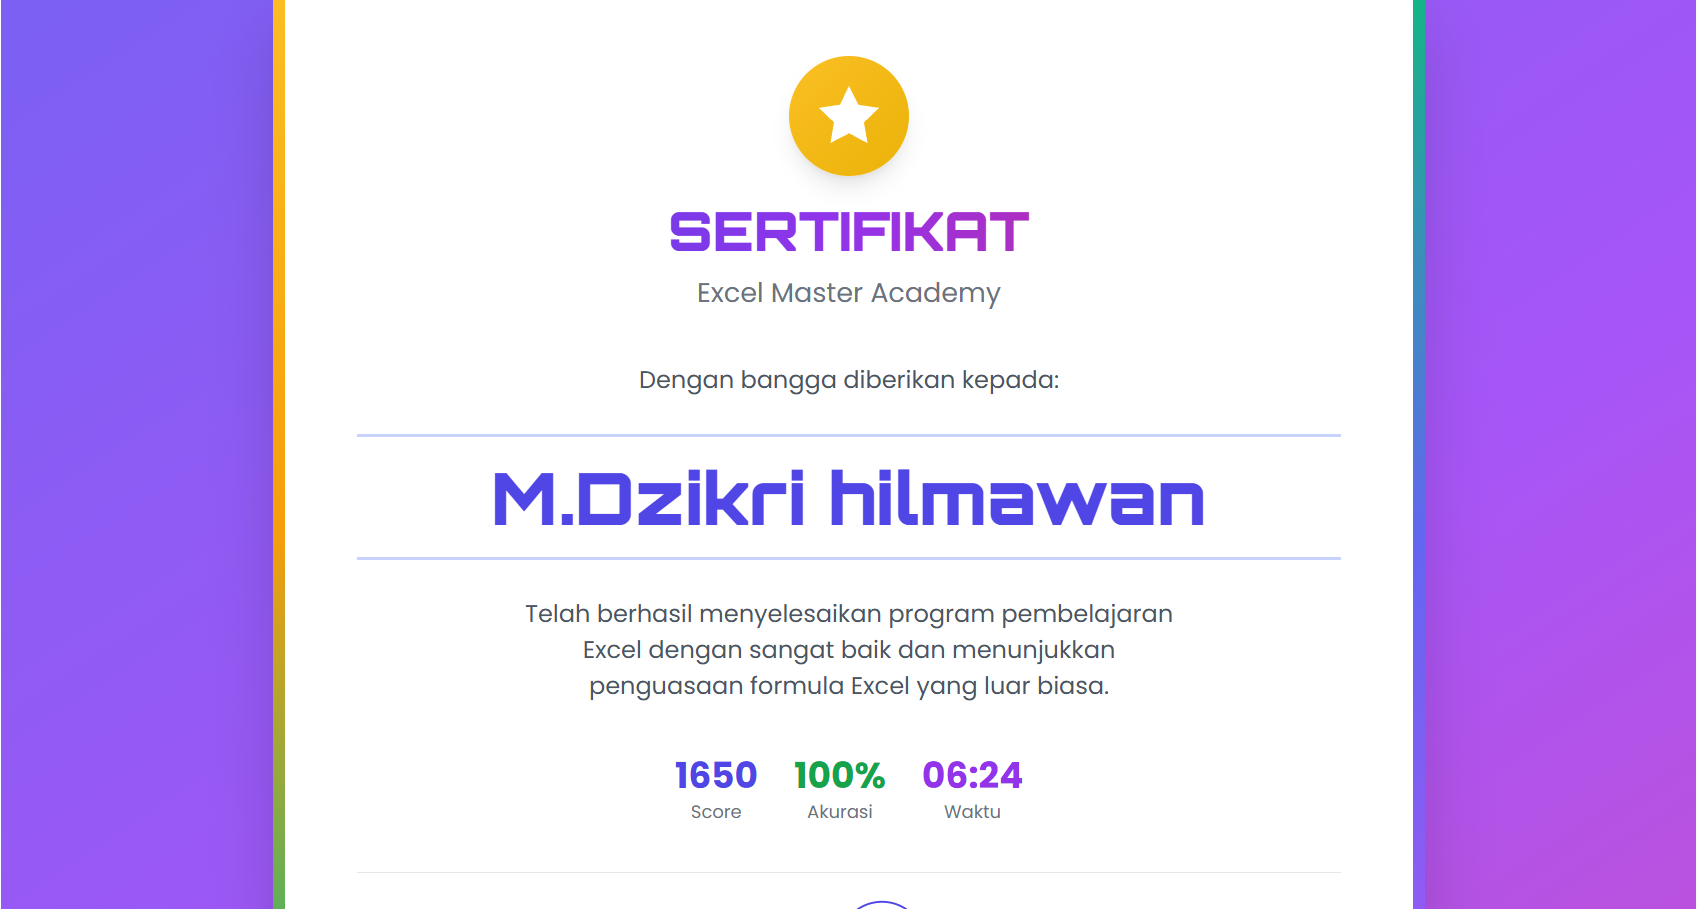 SERTIFIKAT
Excel Master Academy
Dengan bangga diberikan kepada:
M.Dzikri hilmawan
Telah berhasil menyelesaikan program pembelajaran
Excel dengan sangat baik dan menunjukkan
penguasaan formula Excel yang luar biasa.
1650 100% 06:24
Score Akurasi Waktu